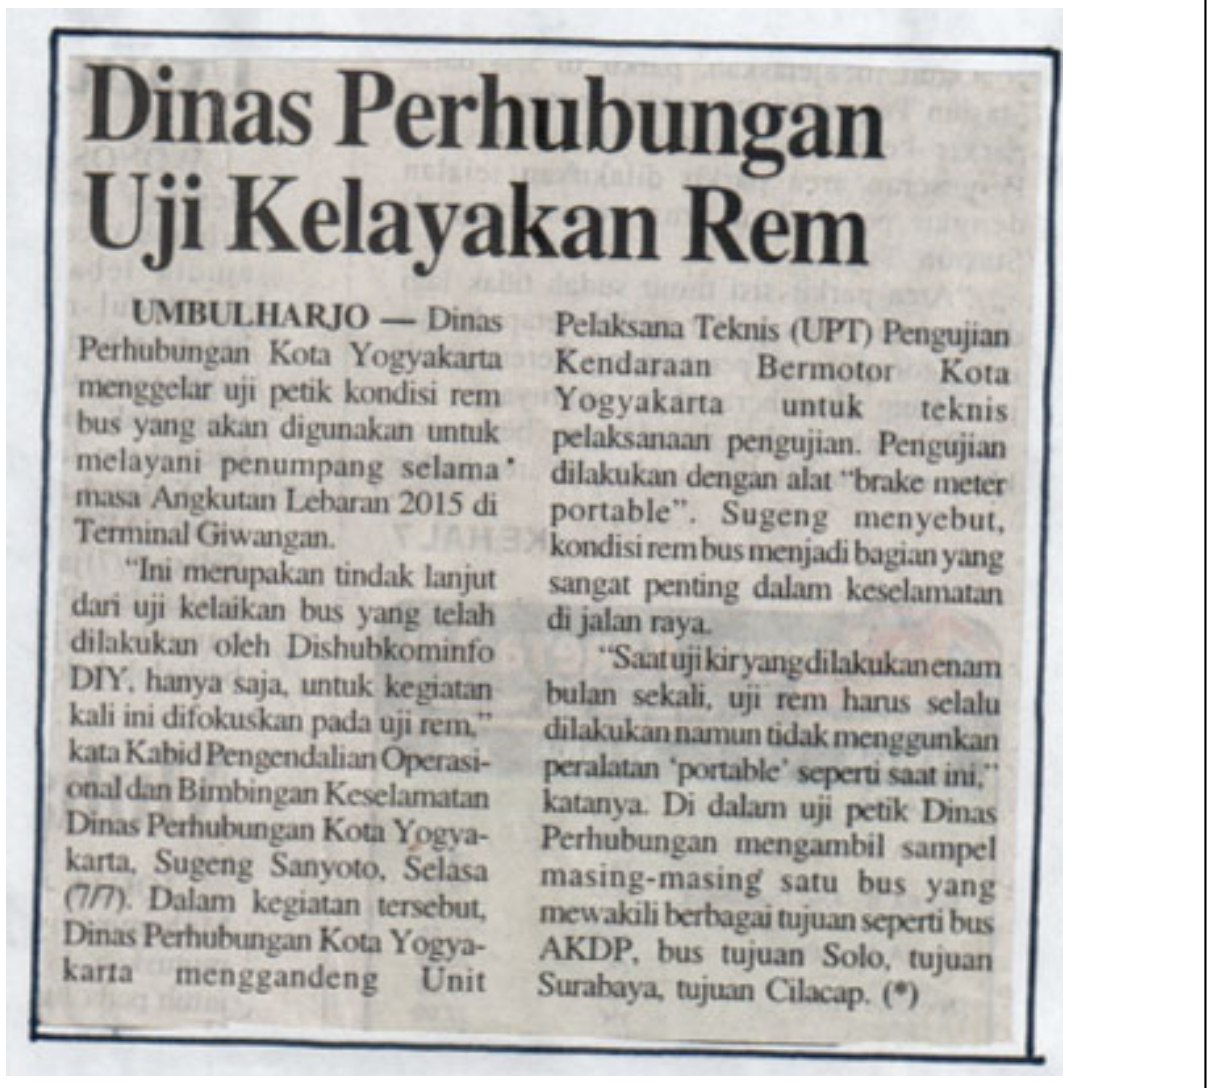 Dinas Perhubungan
Uji Kelayakan Rem
UMBULHARJO — Dinas
Perhubungan Kota Yogyakarta
menggelar uji petik kondisi rem
bus yang akan digunakan untuk
melayani penumpang selama
masa Angkutan Lebaran 2015 di
Terminal Giwangan.
“Ini merupakan tindak lanjut
dari uji kelaikan bus yang telah
dilakukan oleh Dishubkominfo
DIY, hanya saja, untuk kegiatan
kali ini difokuskan pada uji rem,”
kata Kabid Pengendalian Operasi-
onal dan Bimbingan Keselamatan
Dinas Perhubungan Kota Yogya-
karta, Sugeng Sanyoto, Selasa
(7/7). Dalam kegiatan tersebut,
Dinas Perhubungan Kota Yogya-
karta menggandeng Unit
Pelaksana Teknis (UPT) Pengujian
Kendaraan Bermotor Kota
Yogyakarta untuk teknis
pelaksanaan pengujian. Pengujian
dilakukan dengan alat “brake meter
portable”. Sugeng menyebut,
kondisi rem bus menjadi bagian yang
sangat penting dalam keselamatan
di jalan raya.
“Saat uji kir yang dilakukan enam
bulan sekali, uji rem harus selalu
dilakukan namun tidak menggunkan
peralatan ‘portable’ seperti saat ini,”
katanya. Di dalam uji petik Dinas
Perhubungan mengambil sampel
masing-masing satu bus yang
mewakili berbagai tujuan seperti bus
AKDP, bus tujuan Solo, tujuan
Surabaya, tujuan Cilacap. (*)